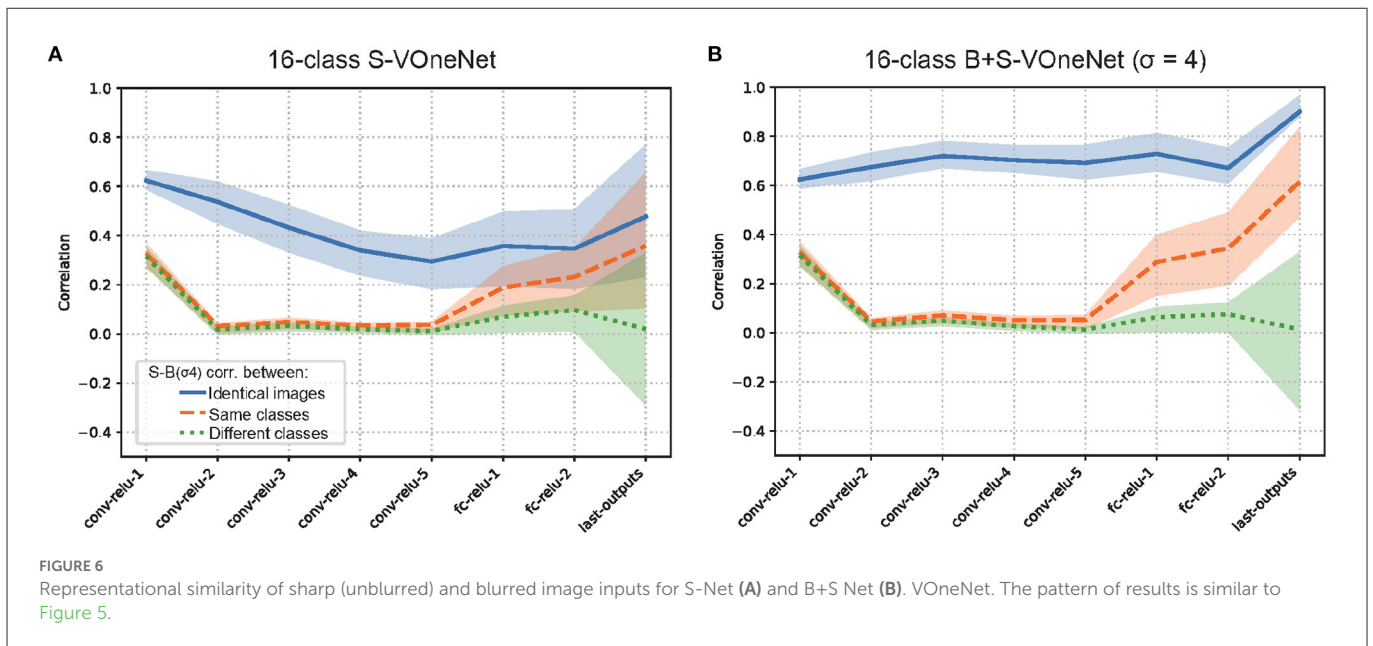 A
16-class S-VOneNet
1.0
0.8
0.6
0.4
0.2
0.0
−0.2
−0.4
Correlation
S-B(σ4) corr. between:
Identical images
Same classes
Different classes
conv-relu-1
conv-relu-2
conv-relu-3
conv-relu-4
conv-relu-5
fc-relu-1
fc-relu-2
last-outputs
B
16-class B+S-VOneNet (σ = 4)
1.0
0.8
0.6
0.4
0.2
0.0
−0.2
−0.4
Correlation
conv-relu-1
conv-relu-2
conv-relu-3
conv-relu-4
conv-relu-5
fc-relu-1
fc-relu-2
last-outputs
FIGURE 6
Representational similarity of sharp (unblurred) and blurred image inputs for S-Net (A) and B+S Net (B). VOneNet. The pattern of results is similar to
Figure 5.